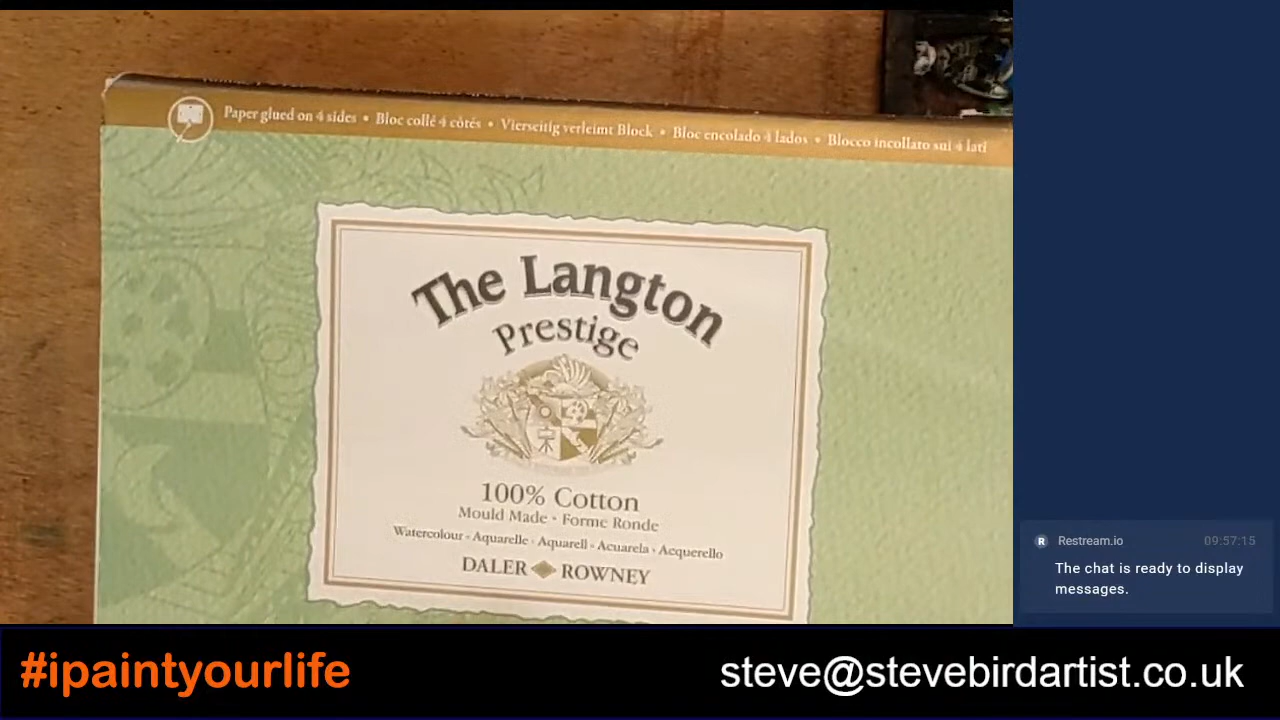 Paper glued on 4 sides • Bloc collé 4 côtés • Vierseitig verleimt Block • Bloc encolado 4 lados • Blocco incollato sui 4 lati
The Langton
Prestige
100% Cotton
Mould Made - Forme Ronde
Watercolour - Aquarelle - Aquarell - Acuarela - Acquerello
DALER ROWNEY
R Restream.io 09:57:15
The chat is ready to display
messages.
#ipaintyourlife steve@stevebirdartist.co.uk